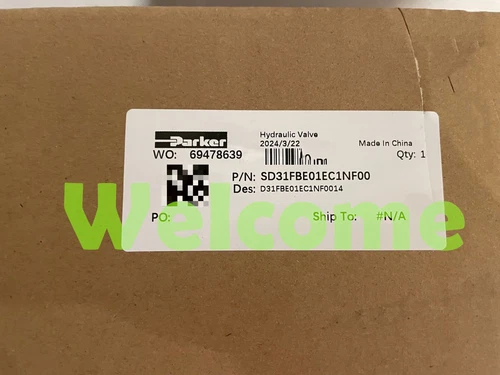 Parker
Hydraulic Valve
2024/3/22
Made In China
WO: 69478639
Qty: 1
P/N: SD31FBE01EC1NF00
Des: D31FBE01EC1NF0014
PO:
Ship To: #N/A
Welcome